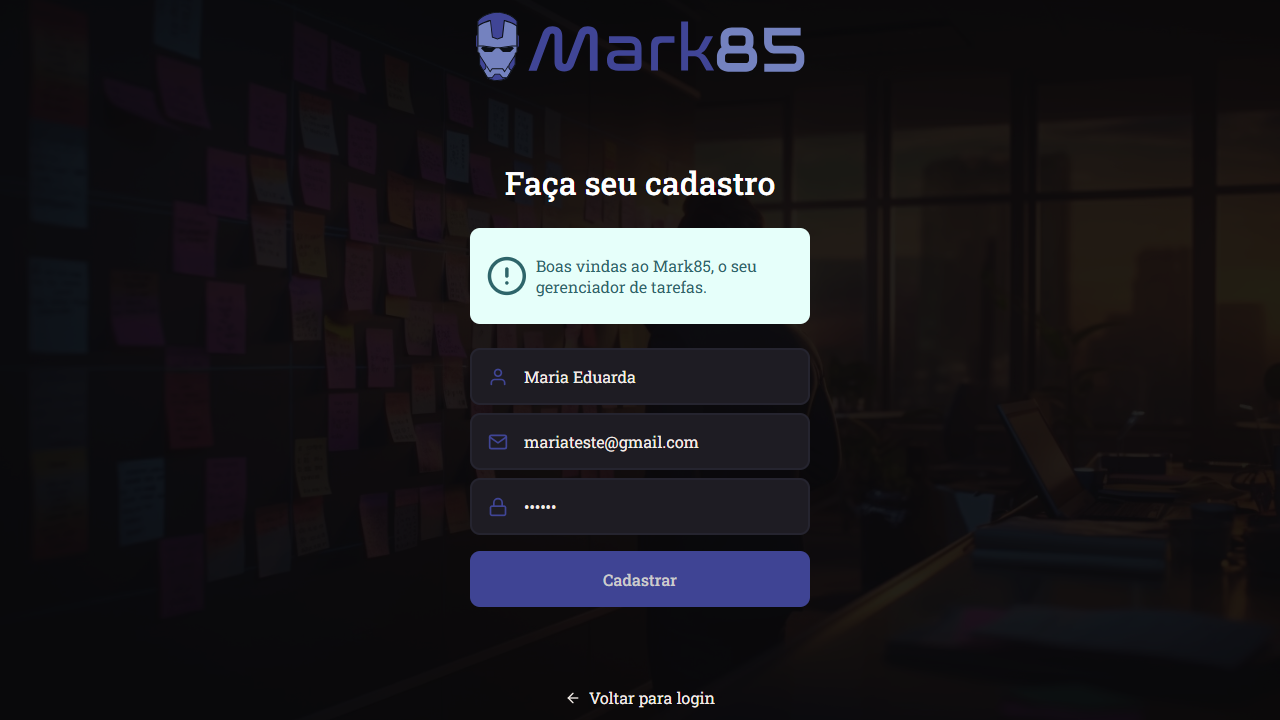 Mark85
Faça seu cadastro
Boas vindas ao Mark85, o seu
gerenciador de tarefas.
Maria Eduarda
mariateste@gmail.com
••••••
Cadastrar
Voltar para login